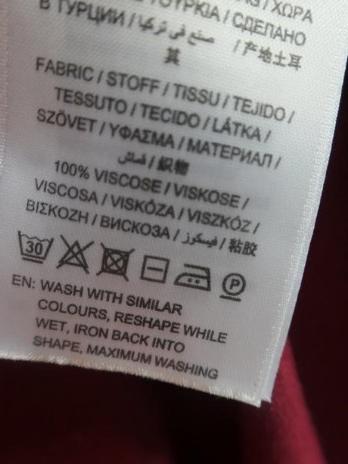 ΤΟΥΡΚΙΑ / ΧΩΡΑ
В ТУРЦИИ / СДЕЛАНО
صنع في تركيا / 产地土耳
其
FABRIC / STOFF / TISSU / TEJIDO /
TESSUTO / TECIDO / LÁTKA /
SZÖVET / ΥΦΑΣΜΑ / МАТЕРИАЛ /
قماش / 织物
100% VISCOSE / VISKOSE /
VISCOSA / VISKÓZA / VISZKÓZ /
ΒΙΣΚΟΖΗ / ВИСКОЗА / فيسكوز / 粘胶
30 P
EN: WASH WITH SIMILAR
COLOURS, RESHAPE WHILE
WET, IRON BACK INTO
SHAPE, MAXIMUM WASHING